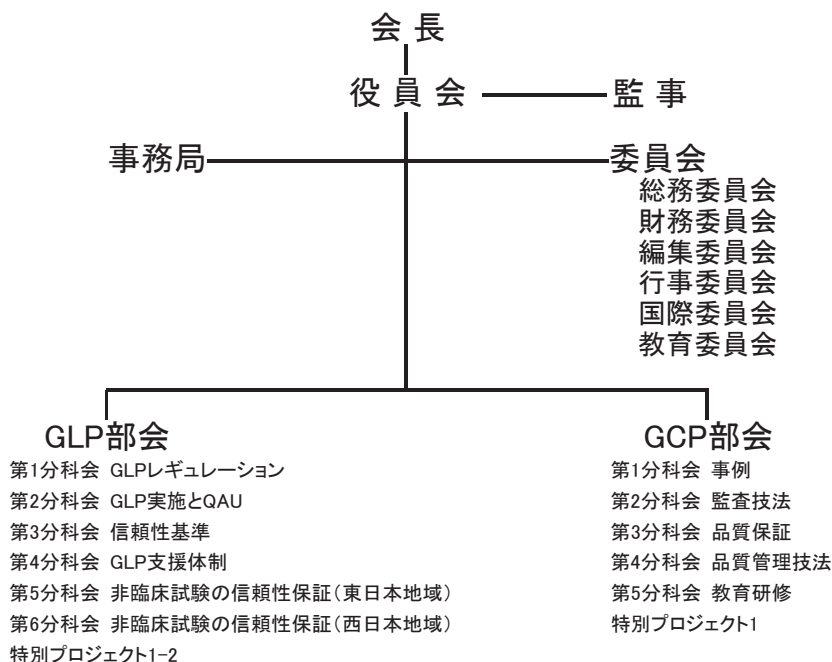 会長
役員会 監事
事務局 委員会
総務委員会
財務委員会
編集委員会
行事委員会
国際委員会
教育委員会
GLP部会
第1分科会 GLPレギュレーション
第2分科会 GLP実施とQAU
第3分科会 信頼性基準
第4分科会 GLP支援体制
第5分科会 非臨床試験の信頼性保証(東日本地域)
第6分科会 非臨床試験の信頼性保証(西日本地域)
特別プロジェクト1-2
GCP部会
第1分科会 事例
第2分科会 監査技法
第3分科会 品質保証
第4分科会 品質管理技法
第5分科会 教育研修
特別プロジェクト1